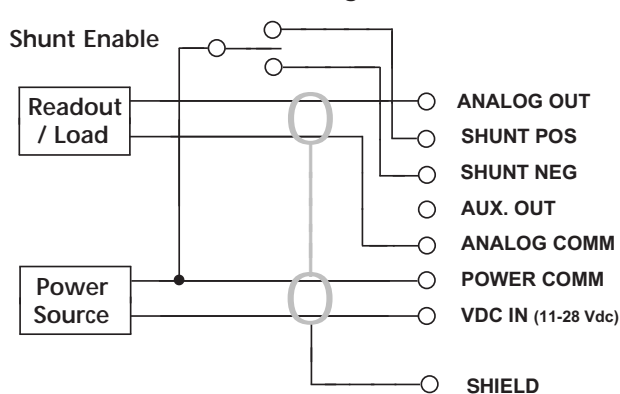 Shunt Enable
Readout
/ Load
ANALOG OUT
SHUNT POS
SHUNT NEG
AUX. OUT
ANALOG COMM
Power
Source
POWER COMM
VDC IN (11-28 Vdc)
SHIELD